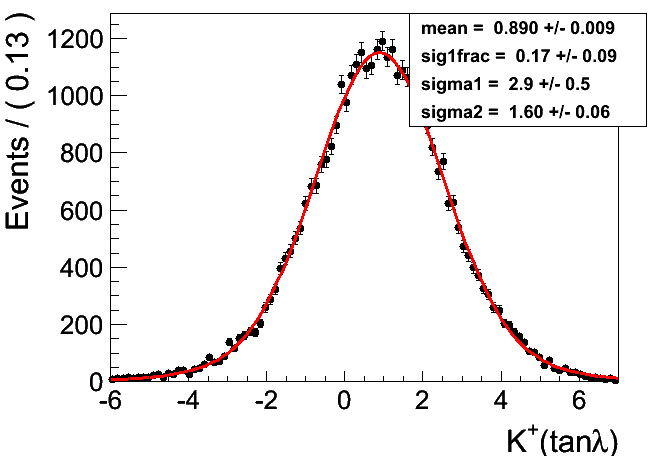 mean = 0.890 +/- 0.009
sig1frac = 0.17 +/- 0.09
sigma1 = 2.9 +/- 0.5
sigma2 = 1.60 +/- 0.06
Events / ( 0.13 )
1200
1000
800
600
400
200
0
-6 -4 -2 0 2 4 6
K⁺(tanλ)